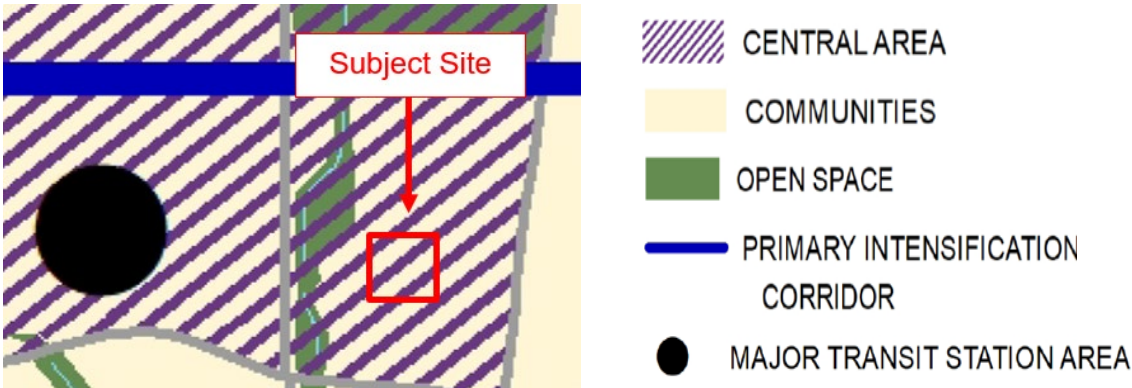 Subject Site
CENTRAL AREA
COMMUNITIES
OPEN SPACE
PRIMARY INTENSIFICATION
CORRIDOR
MAJOR TRANSIT STATION AREA